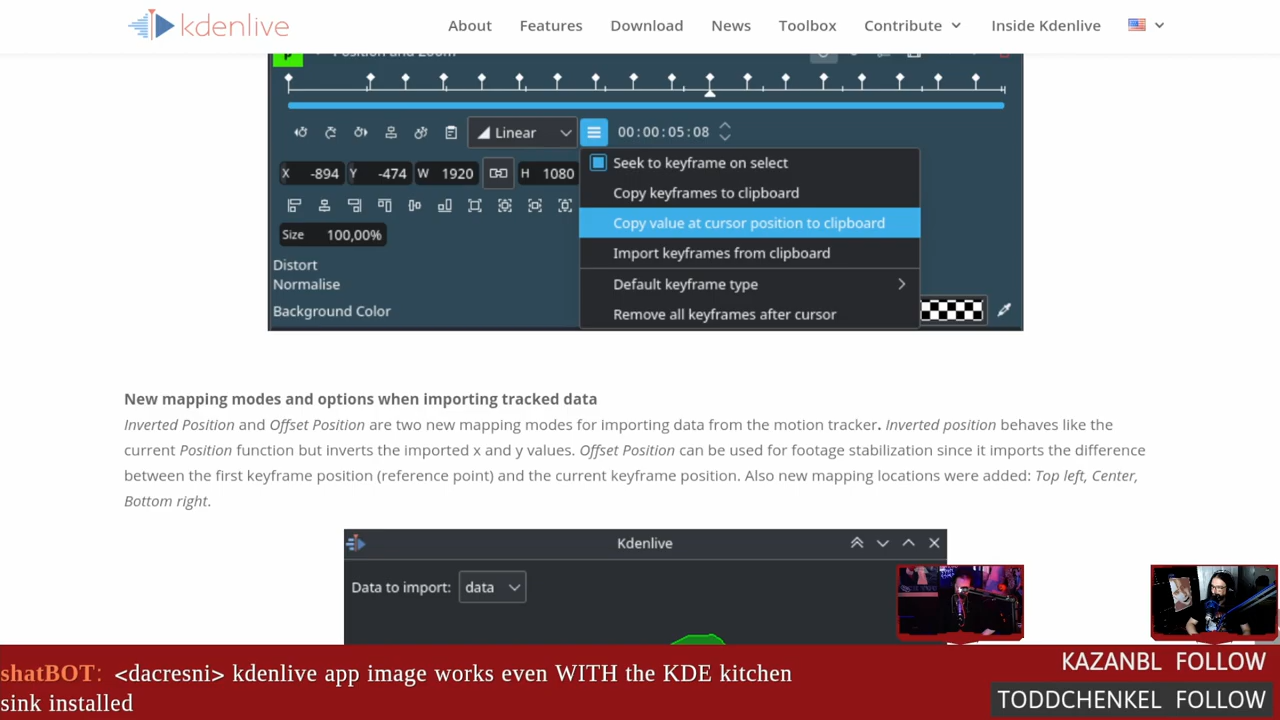 kdenlive
About Features Download News Toolbox Contribute Inside Kdenlive
Position and Zoom
Linear 00:00:05:08
X -894 Y -474 W 1920 H 1080
Size 100,00%
Distort
Normalise
Background Color
Seek to keyframe on select
Copy keyframes to clipboard
Copy value at cursor position to clipboard
Import keyframes from clipboard
Default keyframe type
Remove all keyframes after cursor
New mapping modes and options when importing tracked data
Inverted Position and Offset Position are two new mapping modes for importing data from the motion tracker. Inverted position behaves like the
current Position function but inverts the imported x and y values. Offset Position can be used for footage stabilization since it imports the difference
between the first keyframe position (reference point) and the current keyframe position. Also new mapping locations were added: Top left, Center,
Bottom right.
Kdenlive
Data to import: data
shatBOT: <dacresni> kdenlive app image works even WITH the KDE kitchen
sink installed
KAZANBL FOLLOW
TODDCHENKEL FOLLOW